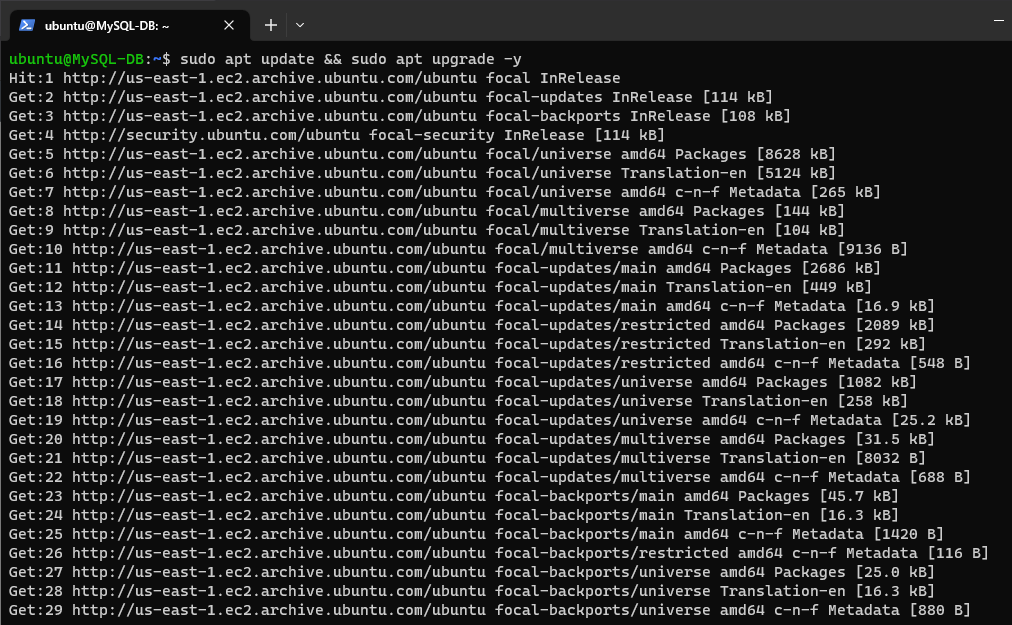 ubuntu@MySQL-DB: ~
ubuntu@MySQL-DB:~$ sudo apt update && sudo apt upgrade -y
Hit:1 http://us-east-1.ec2.archive.ubuntu.com/ubuntu focal InRelease
Get:2 http://us-east-1.ec2.archive.ubuntu.com/ubuntu focal-updates InRelease [114 kB]
Get:3 http://us-east-1.ec2.archive.ubuntu.com/ubuntu focal-backports InRelease [108 kB]
Get:4 http://security.ubuntu.com/ubuntu focal-security InRelease [114 kB]
Get:5 http://us-east-1.ec2.archive.ubuntu.com/ubuntu focal/universe amd64 Packages [8628 kB]
Get:6 http://us-east-1.ec2.archive.ubuntu.com/ubuntu focal/universe Translation-en [5124 kB]
Get:7 http://us-east-1.ec2.archive.ubuntu.com/ubuntu focal/universe amd64 c-n-f Metadata [265 kB]
Get:8 http://us-east-1.ec2.archive.ubuntu.com/ubuntu focal/multiverse amd64 Packages [144 kB]
Get:9 http://us-east-1.ec2.archive.ubuntu.com/ubuntu focal/multiverse Translation-en [104 kB]
Get:10 http://us-east-1.ec2.archive.ubuntu.com/ubuntu focal/multiverse amd64 c-n-f Metadata [9136 B]
Get:11 http://us-east-1.ec2.archive.ubuntu.com/ubuntu focal-updates/main amd64 Packages [2686 kB]
Get:12 http://us-east-1.ec2.archive.ubuntu.com/ubuntu focal-updates/main Translation-en [449 kB]
Get:13 http://us-east-1.ec2.archive.ubuntu.com/ubuntu focal-updates/main amd64 c-n-f Metadata [16.9 kB]
Get:14 http://us-east-1.ec2.archive.ubuntu.com/ubuntu focal-updates/restricted amd64 Packages [2089 kB]
Get:15 http://us-east-1.ec2.archive.ubuntu.com/ubuntu focal-updates/restricted Translation-en [292 kB]
Get:16 http://us-east-1.ec2.archive.ubuntu.com/ubuntu focal-updates/restricted amd64 c-n-f Metadata [548 B]
Get:17 http://us-east-1.ec2.archive.ubuntu.com/ubuntu focal-updates/universe amd64 Packages [1082 kB]
Get:18 http://us-east-1.ec2.archive.ubuntu.com/ubuntu focal-updates/universe Translation-en [258 kB]
Get:19 http://us-east-1.ec2.archive.ubuntu.com/ubuntu focal-updates/universe amd64 c-n-f Metadata [25.2 kB]
Get:20 http://us-east-1.ec2.archive.ubuntu.com/ubuntu focal-updates/multiverse amd64 Packages [31.5 kB]
Get:21 http://us-east-1.ec2.archive.ubuntu.com/ubuntu focal-updates/multiverse Translation-en [8032 B]
Get:22 http://us-east-1.ec2.archive.ubuntu.com/ubuntu focal-updates/multiverse amd64 c-n-f Metadata [688 B]
Get:23 http://us-east-1.ec2.archive.ubuntu.com/ubuntu focal-backports/main amd64 Packages [45.7 kB]
Get:24 http://us-east-1.ec2.archive.ubuntu.com/ubuntu focal-backports/main Translation-en [16.3 kB]
Get:25 http://us-east-1.ec2.archive.ubuntu.com/ubuntu focal-backports/main amd64 c-n-f Metadata [1420 B]
Get:26 http://us-east-1.ec2.archive.ubuntu.com/ubuntu focal-backports/restricted amd64 c-n-f Metadata [116 B]
Get:27 http://us-east-1.ec2.archive.ubuntu.com/ubuntu focal-backports/universe amd64 Packages [25.0 kB]
Get:28 http://us-east-1.ec2.archive.ubuntu.com/ubuntu focal-backports/universe Translation-en [16.3 kB]
Get:29 http://us-east-1.ec2.archive.ubuntu.com/ubuntu focal-backports/universe amd64 c-n-f Metadata [880 B]